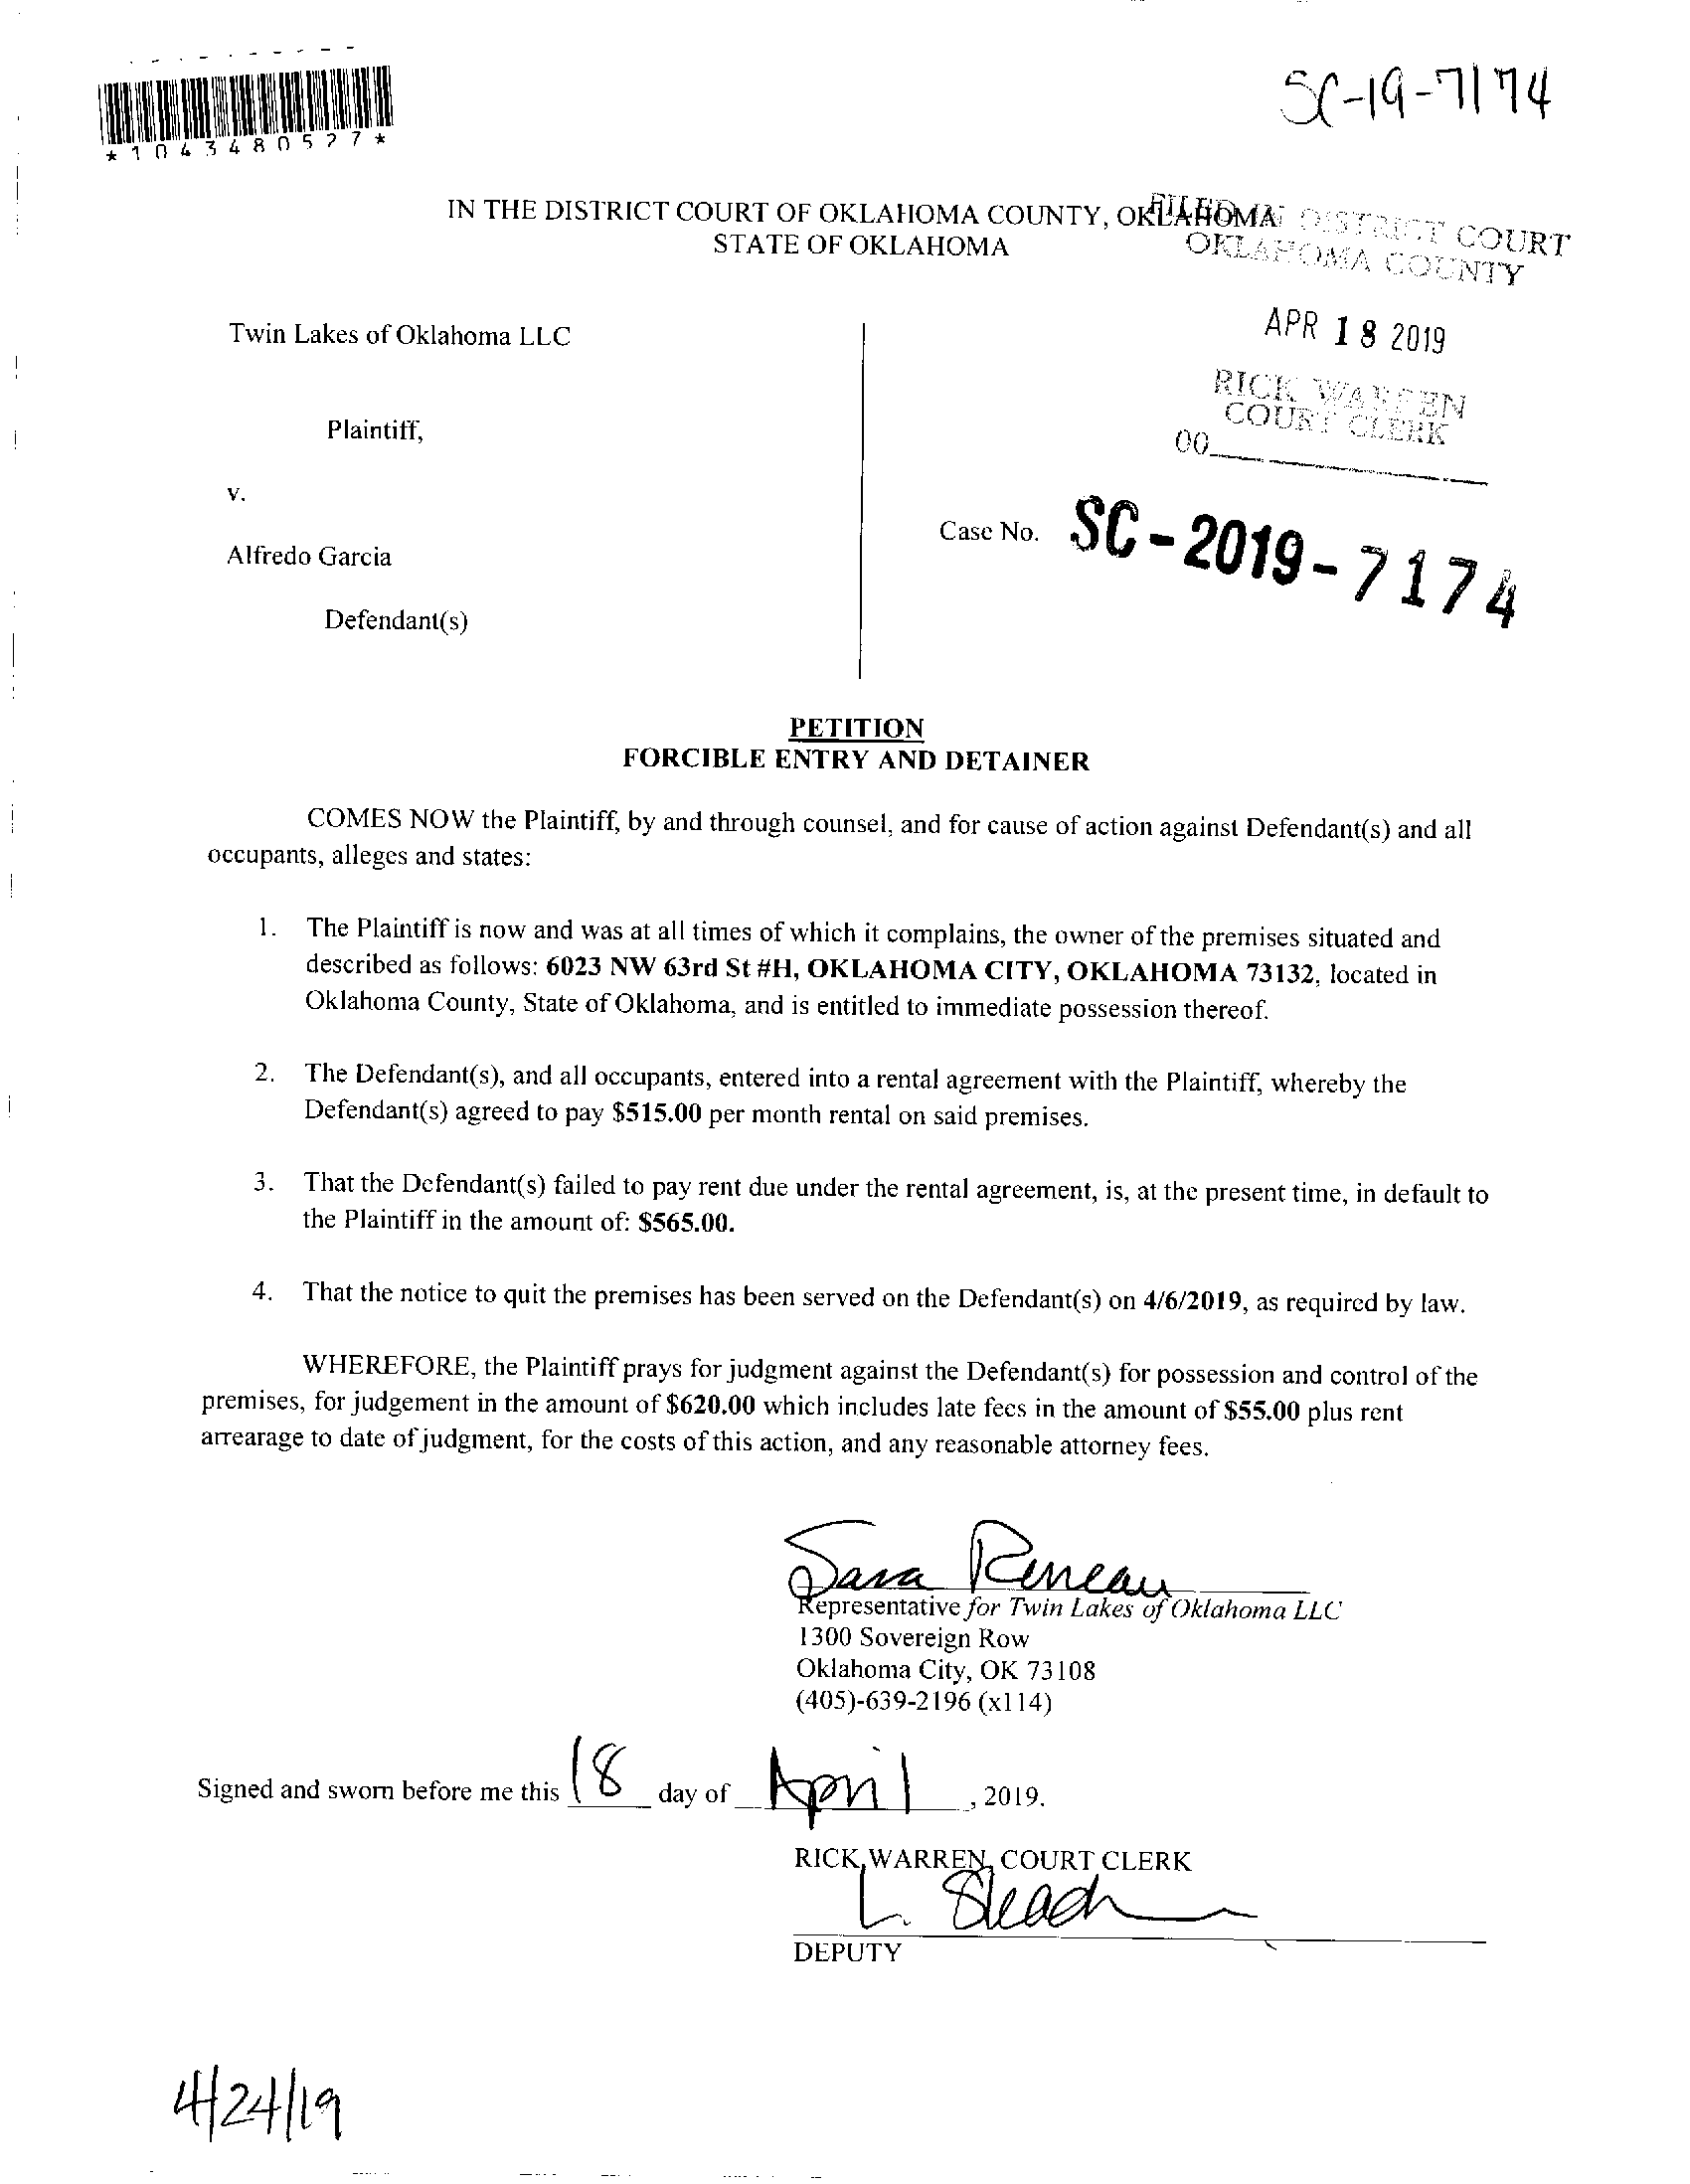 SC-19-7174
*1043480527*
IN THE DISTRICT COURT OF OKLAHOMA COUNTY, OKLAHOMA
STATE OF OKLAHOMA
FILED IN DISTRICT COURT
OKLAHOMA COUNTY
Twin Lakes of Oklahoma LLC
APR 18 2019
RICK WARREN
COURT CLERK
Plaintiff,
00
v.
Case No. SC-2019-7174
Alfredo Garcia
Defendant(s)
PETITION
FORCIBLE ENTRY AND DETAINER
COMES NOW the Plaintiff, by and through counsel, and for cause of action against Defendant(s) and all
occupants, alleges and states:
1. The Plaintiff is now and was at all times of which it complains, the owner of the premises situated and
described as follows: 6023 NW 63rd St #H, OKLAHOMA CITY, OKLAHOMA 73132, located in
Oklahoma County, State of Oklahoma, and is entitled to immediate possession thereof.
2. The Defendant(s), and all occupants, entered into a rental agreement with the Plaintiff, whereby the
Defendant(s) agreed to pay $515.00 per month rental on said premises.
3. That the Defendant(s) failed to pay rent due under the rental agreement, is, at the present time, in default to
the Plaintiff in the amount of: $565.00.
4. That the notice to quit the premises has been served on the Defendant(s) on 4/6/2019, as required by law.
WHEREFORE, the Plaintiff prays for judgment against the Defendant(s) for possession and control of the
premises, for judgement in the amount of $620.00 which includes late fees in the amount of $55.00 plus rent
arrearage to date of judgment, for the costs of this action, and any reasonable attorney fees.
Sara Reneau
Representative for Twin Lakes of Oklahoma LLC
1300 Sovereign Row
Oklahoma City, OK 73108
(405)-639-2196 (x114)
Signed and sworn before me this 18 day of April, 2019.
RICK WARREN, COURT CLERK
L.
DEPUTY
4/24/19